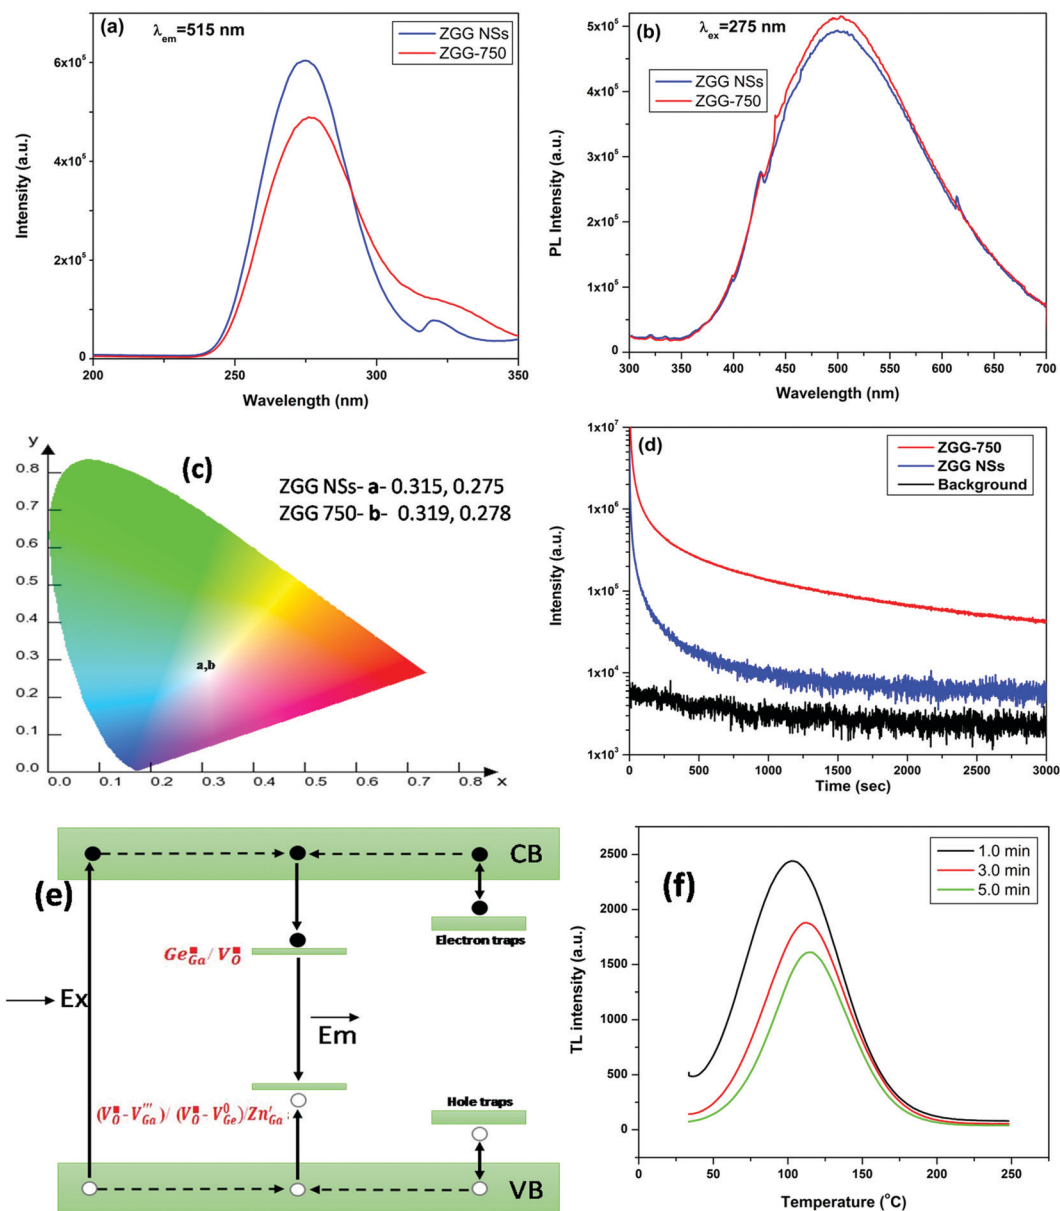 (a)
λem=515 nm
ZGG NSs
ZGG-750
6x10⁵
4x10⁵
2x10⁵
0
Intensity (a.u.)
200 250 300 350
Wavelength (nm)
(b)
λex=275 nm
ZGG NSs
ZGG-750
5x10⁵
4x10⁵
3x10⁵
2x10⁵
1x10⁵
0
PL Intensity (a.u.)
300 350 400 450 500 550 600 650 700
Wavelength (nm)
y
(c)
ZGG NSs- a- 0.315, 0.275
ZGG 750- b- 0.319, 0.278
0.8
0.7
0.6
0.5
0.4
0.3
0.2
0.1
0.0
a,b
0.0 0.1 0.2 0.3 0.4 0.5 0.6 0.7 0.8
x
(d)
ZGG-750
ZGG NSs
Background
1x10⁷
1x10⁶
1x10⁵
1x10⁴
1x10³
Intensity (a.u.)
0 500 1000 1500 2000 2500 3000
Time (sec)
CB
(e)
Electron traps
Ge■Ga/ V■O
Ex
Em
Hole traps
(V■O-V′′′Ga)/ (V■O-V0Ge)/Zn′Ga
VB
(f)
1.0 min
3.0 min
5.0 min
2500
2000
1500
1000
500
0
TL intensity (a.u.)
0 50 100 150 200 250
Temperature (°C)